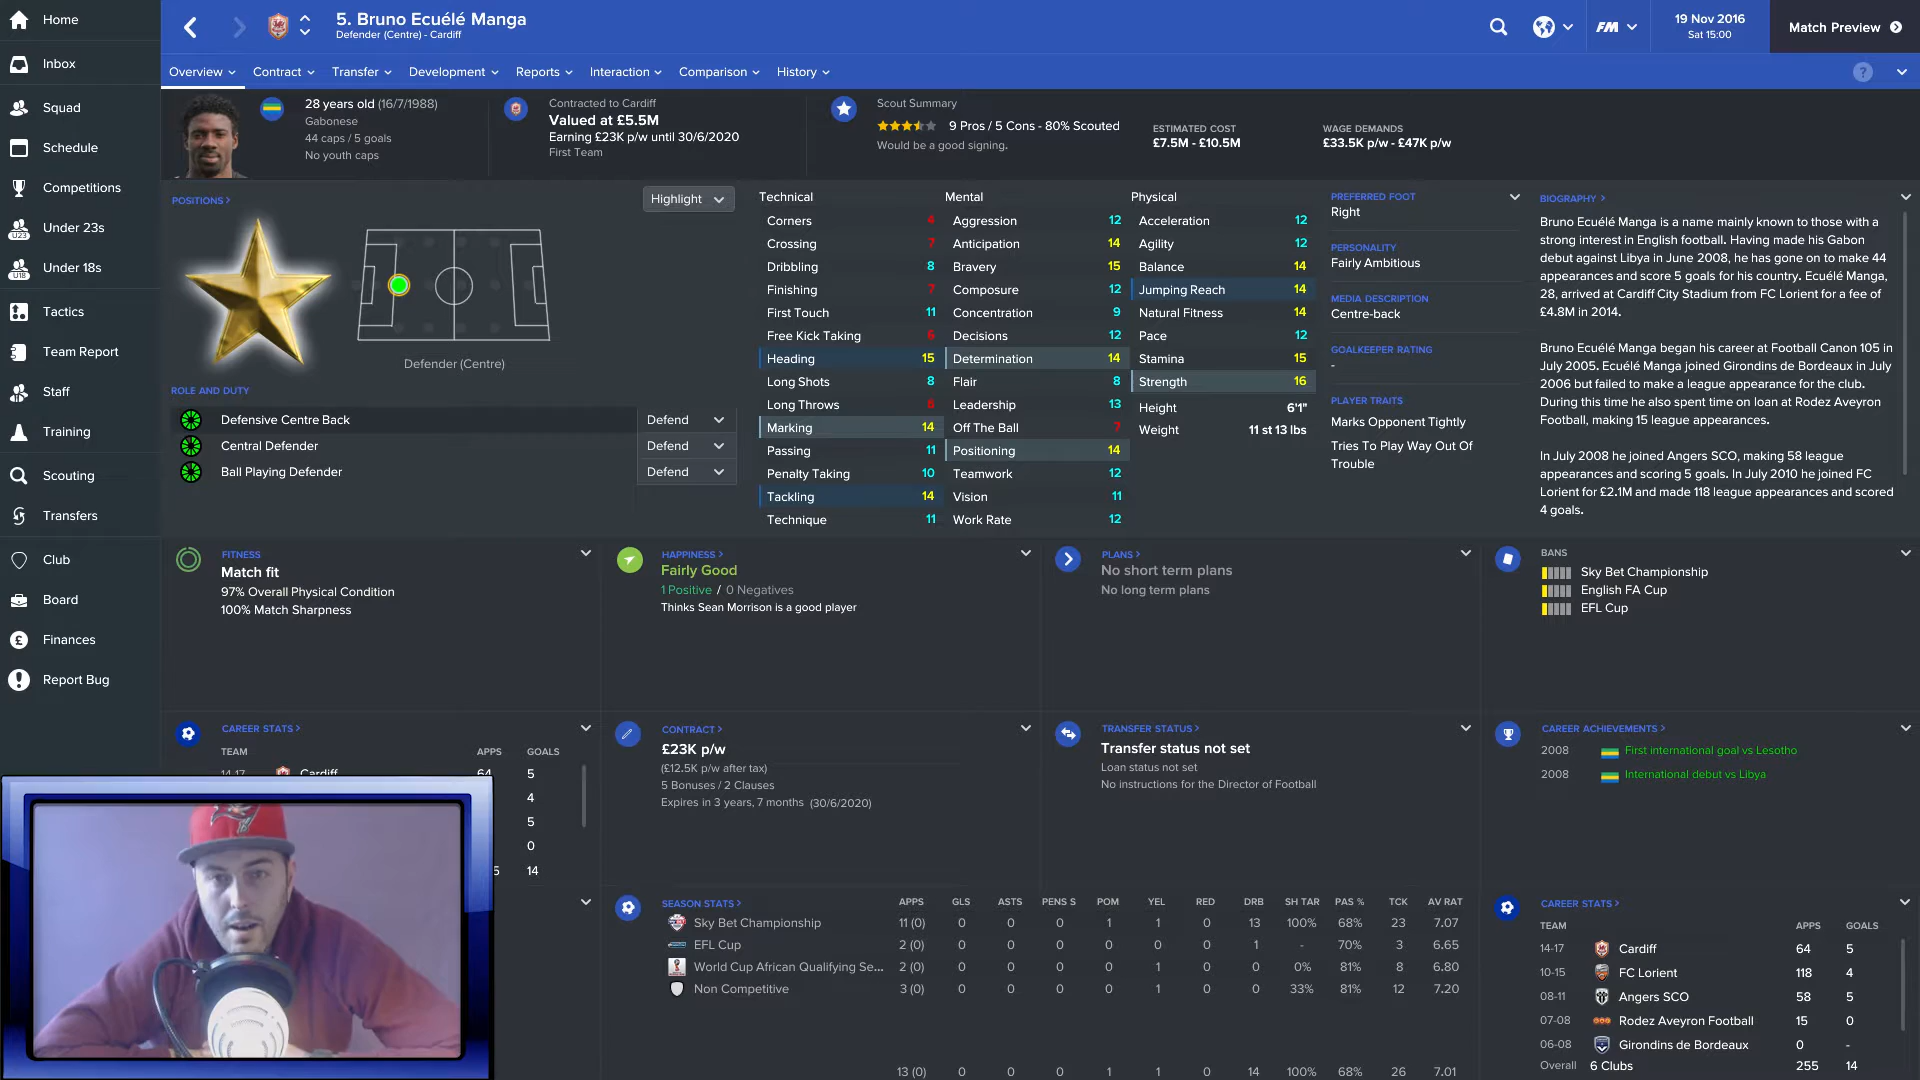 Home
Inbox
Squad
Schedule
Competitions
Under 23s
Under 18s
Tactics
Team Report
Staff
Training
Scouting
Transfers
Club
Board
Finances
Report Bug
5. Bruno Ecuélé Manga
Defender (Centre) - Cardiff
FM
19 Nov 2016
Sat 15:00
Match Preview
Overview Contract Transfer Development Reports Interaction Comparison History
?
28 years old (16/7/1988)
Gabonese
44 caps / 5 goals
No youth caps
Contracted to Cardiff
Valued at £5.5M
Earning £23K p/w until 30/6/2020
First Team
Scout Summary
9 Pros / 5 Cons - 80% Scouted
Would be a good signing.
ESTIMATED COST
£7.5M - £10.5M
WAGE DEMANDS
£33.5K p/w - £47K p/w
POSITIONS >
Highlight
Defender (Centre)
ROLE AND DUTY
Defensive Centre Back Defend
Central Defender Defend
Ball Playing Defender Defend
Technical
Corners 4
Crossing 7
Dribbling 8
Finishing 7
First Touch 11
Free Kick Taking
Heading 15
Long Shots 8
Long Throws
Marking 14
Passing 11
Penalty Taking 10
Tackling 14
Technique 11
Mental
Aggression 12
Anticipation 14
Bravery 15
Composure 12
Concentration 9
Decisions 12
Determination 14
Flair 8
Leadership 13
Off The Ball 7
Positioning 14
Teamwork 12
Vision 11
Work Rate 12
Physical
Acceleration 12
Agility 12
Balance 14
Jumping Reach 14
Natural Fitness 14
Pace 12
Stamina 15
Strength 16
Height 6'1"
Weight 11 st 13 lbs
PREFERRED FOOT
Right
PERSONALITY
Fairly Ambitious
MEDIA DESCRIPTION
Centre-back
GOALKEEPER RATING
-
PLAYER TRAITS
Marks Opponent Tightly
Tries To Play Way Out Of
Trouble
BIOGRAPHY >
Bruno Ecuélé Manga is a name mainly known to those with a
strong interest in English football. Having made his Gabon
debut against Libya in June 2008, he has gone on to make 44
appearances and score 5 goals for his country. Ecuélé Manga,
28, arrived at Cardiff City Stadium from FC Lorient for a fee of
£4.8M in 2014.
Bruno Ecuélé Manga began his career at Football Canon 105 in
July 2005. Ecuélé Manga joined Girondins de Bordeaux in July
2006 but failed to make a league appearance for the club.
During this time he also spent time on loan at Rodez Aveyron
Football, making 15 league appearances.
In July 2008 he joined Angers SCO, making 58 league
appearances and scoring 5 goals. In July 2010 he joined FC
Lorient for £2.1M and made 118 league appearances and scored
4 goals.
FITNESS
Match fit
97% Overall Physical Condition
100% Match Sharpness
HAPPINESS >
Fairly Good
1 Positive / 0 Negatives
Thinks Sean Morrison is a good player
PLANS >
No short term plans
No long term plans
BANS
Sky Bet Championship
English FA Cup
EFL Cup
CAREER STATS >
TEAM APPS GOALS
14-17 Cardiff 64 5
4
5
0
5 14
CONTRACT >
£23K p/w
(£12.5K p/w after tax)
5 Bonuses / 2 Clauses
Expires in 3 years, 7 months (30/6/2020)
TRANSFER STATUS >
Transfer status not set
Loan status not set
No instructions for the Director of Football
CAREER ACHIEVEMENTS >
2008 First international goal vs Lesotho
2008 International debut vs Libya
SEASON STATS > APPS GLS ASTS PENS S POM YEL RED DRB SH TAR PAS % TCK AV RAT
Sky Bet Championship 11 (0) 0 0 0 1 1 0 13 100% 68% 23 7.07
EFL Cup 2 (0) 0 0 0 0 0 0 1 - 70% 3 6.65
World Cup African Qualifying Se... 2 (0) 0 0 0 0 1 0 0 0% 81% 8 6.80
Non Competitive 3 (0) 0 0 0 0 1 0 0 33% 81% 12 7.20
13 (0) 0 0 0 1 1 0 14 100% 68% 26 7.01
CAREER STATS >
TEAM APPS GOALS
14-17 Cardiff 64 5
10-15 FC Lorient 118 4
08-11 Angers SCO 58 5
07-08 Rodez Aveyron Football 15 0
06-08 Girondins de Bordeaux 0 -
Overall 6 Clubs 255 14